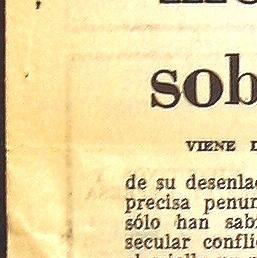 sob
VIENE D
de su desenlac
precisa penur
sólo han sab
secular confli